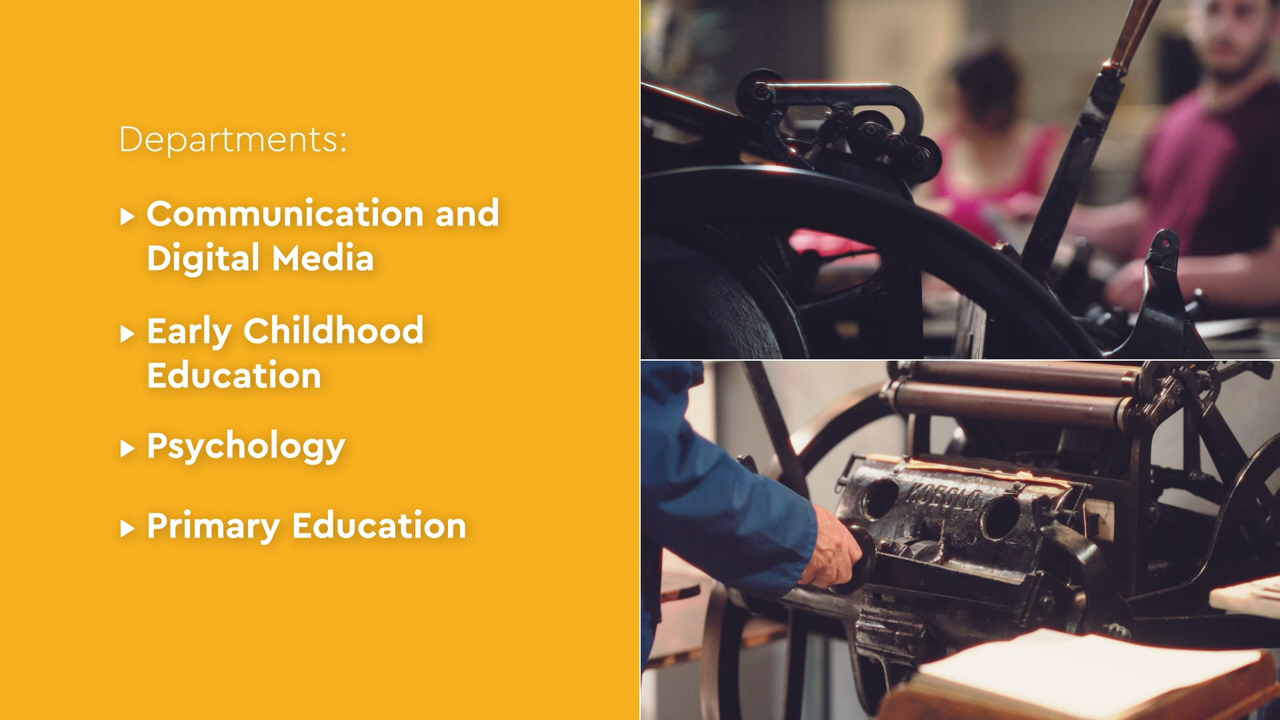 Departments:
▸ Communication and
Digital Media
▸ Early Childhood
Education
▸ Psychology
▸ Primary Education